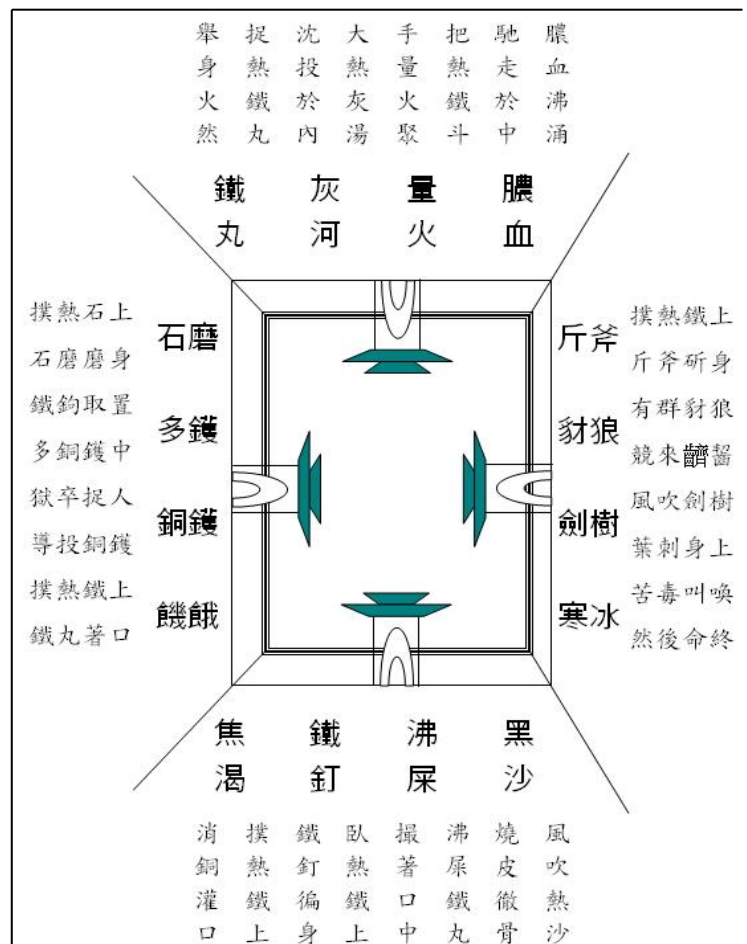 膿血沸涌
馳走於中
把熱鐵斗
手量火聚
大熱灰湯
沈投於內
捉熱鐵丸
舉身火然
膿血
量火
灰河
鐵丸
斤斧
豺狼
劍樹
寒冰
撲熱鐵上
斤斧斫身
有群豺狼
競來齧
風吹劍樹
葉刺身上
苦毒叫喚
然後命終
撲熱石上
石磨磨身
鐵鉤取置
多銅鑊中
獄卒捉人
導投銅鑊
撲熱鐵上
鐵丸著口
石磨
多鑊
銅鑊
饑餓
黑沙
沸屎
鐵釘
焦渴
風吹熱沙
燒皮徹骨
沸屎鐵丸
撮著口中
臥熱鐵上
鐵釘徧身
撲熱鐵上
消銅灌口